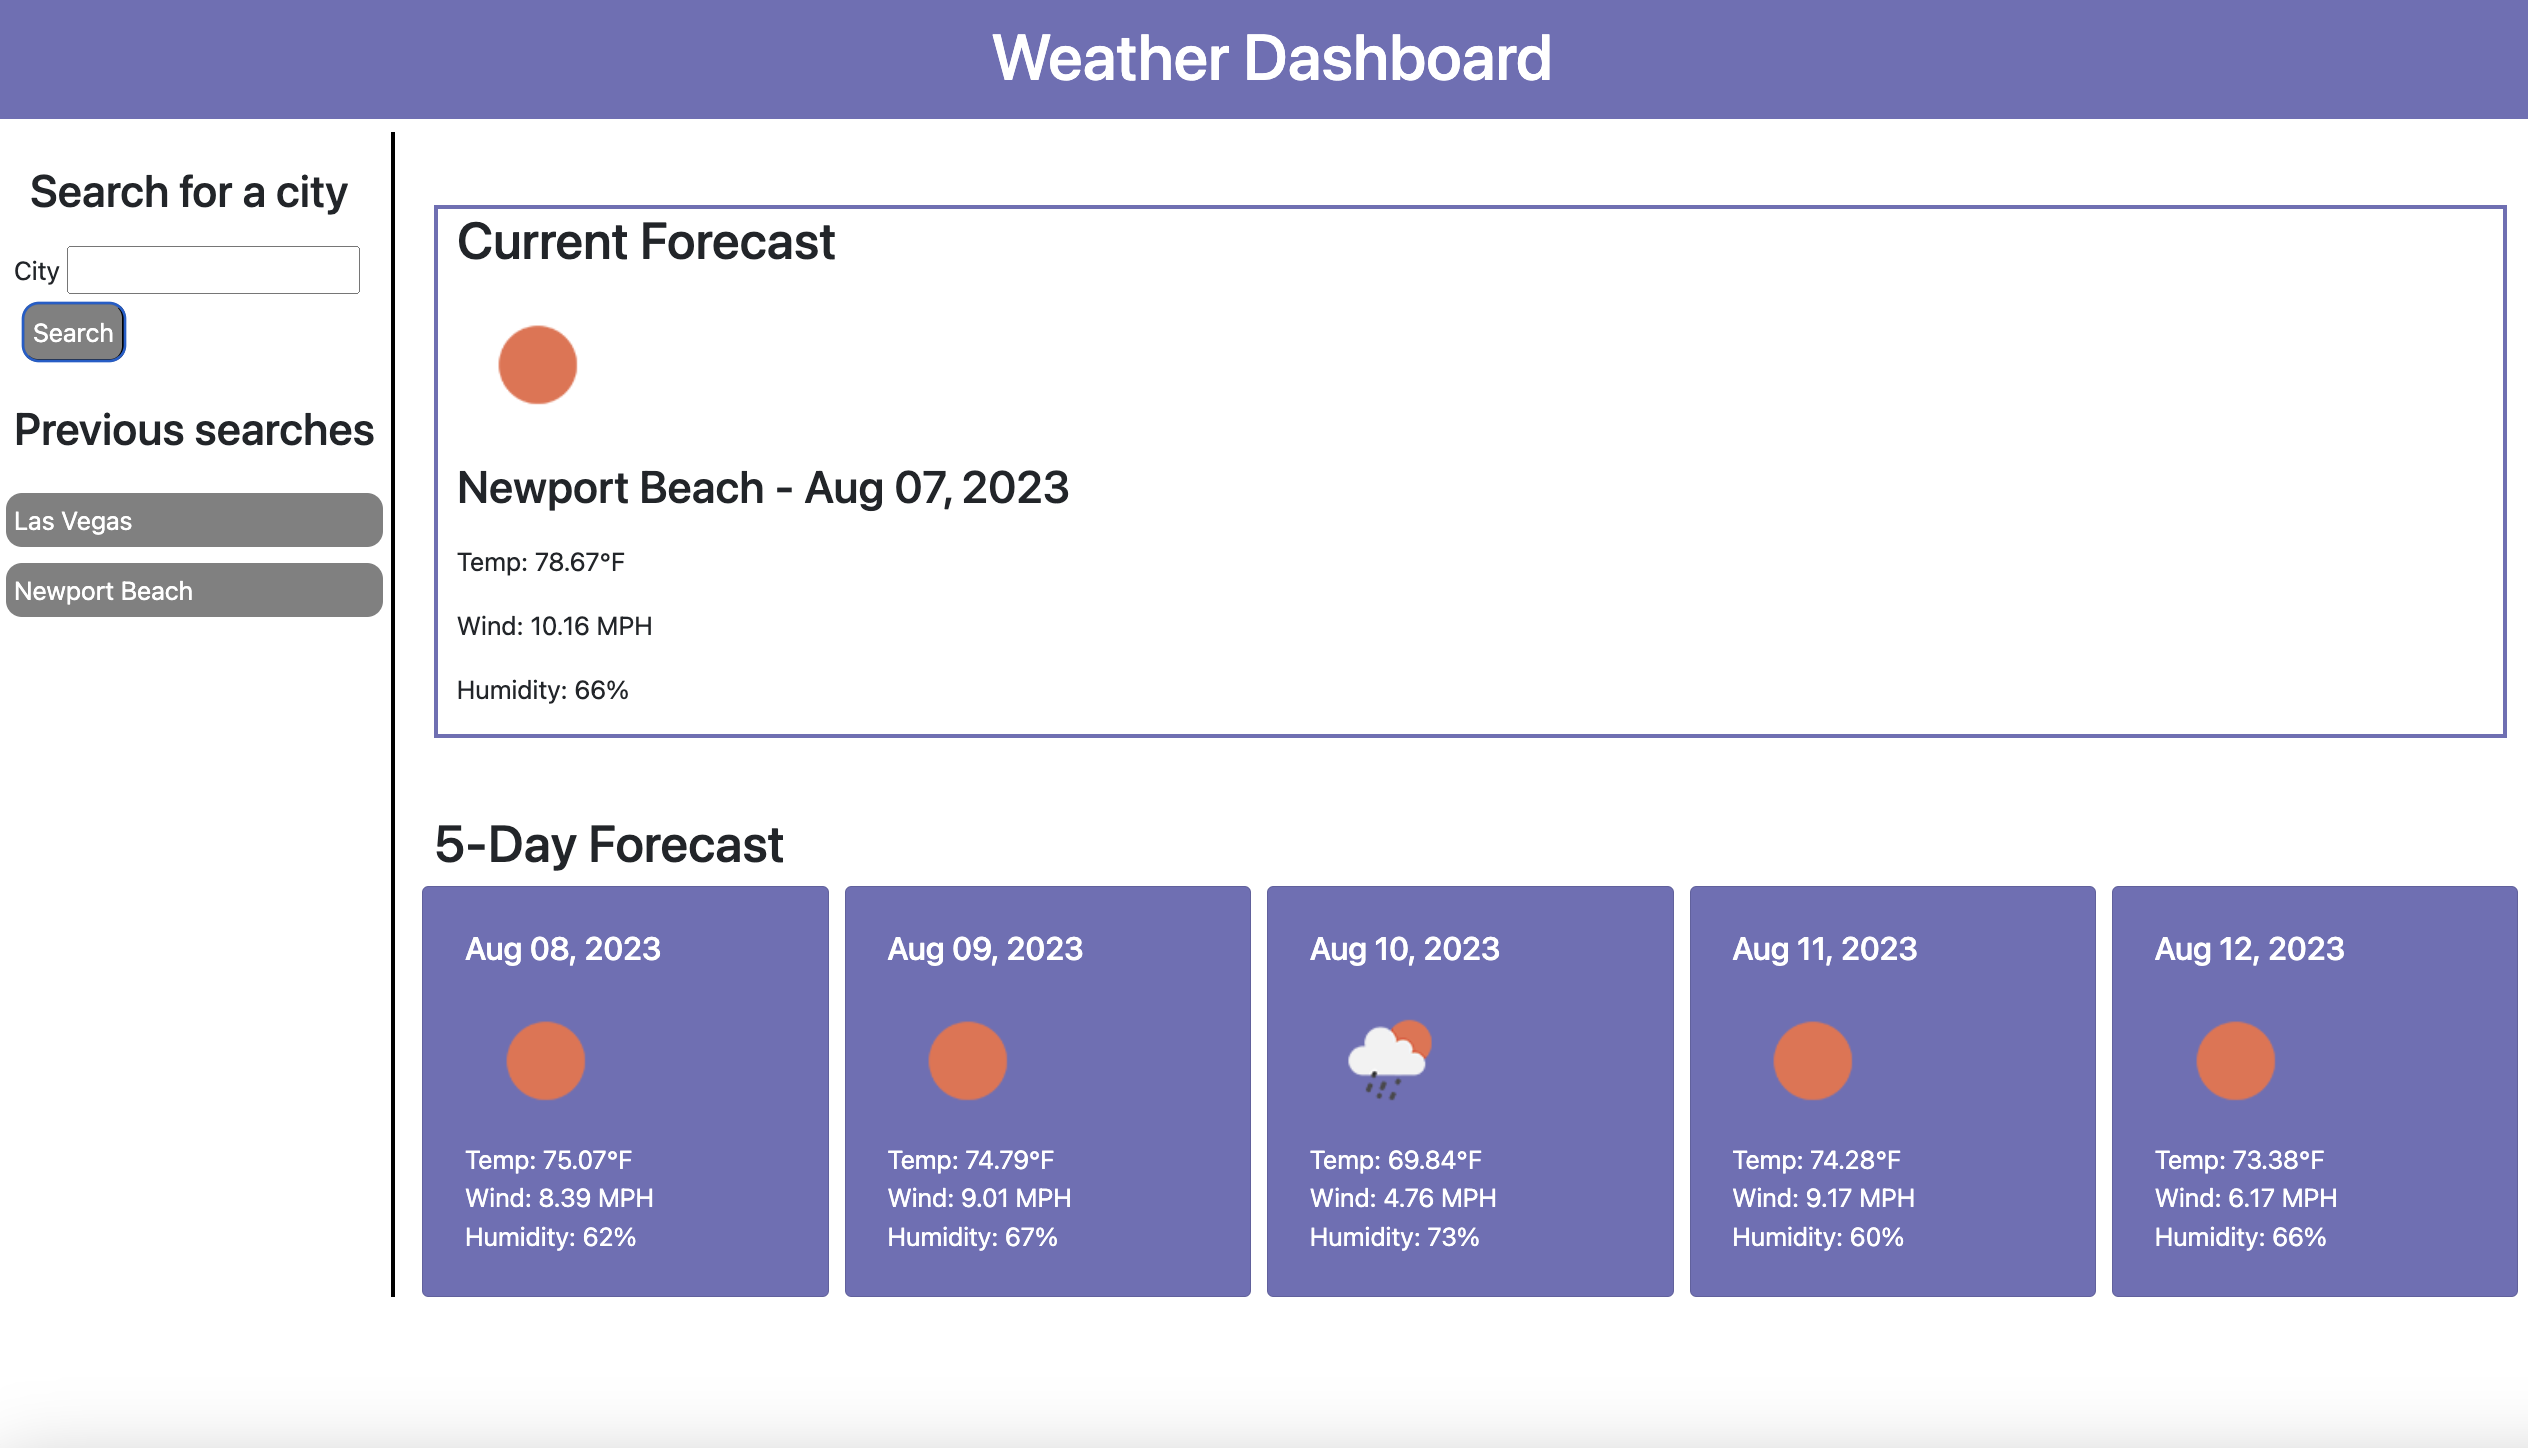 Weather Dashboard
Search for a city
City
Search
Previous searches
Las Vegas
Newport Beach
Current Forecast
Newport Beach - Aug 07, 2023
Temp: 78.67°F
Wind: 10.16 MPH
Humidity: 66%
5-Day Forecast
Aug 08, 2023
Temp: 75.07°F
Wind: 8.39 MPH
Humidity: 62%
Aug 09, 2023
Temp: 74.79°F
Wind: 9.01 MPH
Humidity: 67%
Aug 10, 2023
Temp: 69.84°F
Wind: 4.76 MPH
Humidity: 73%
Aug 11, 2023
Temp: 74.28°F
Wind: 9.17 MPH
Humidity: 60%
Aug 12, 2023
Temp: 73.38°F
Wind: 6.17 MPH
Humidity: 66%